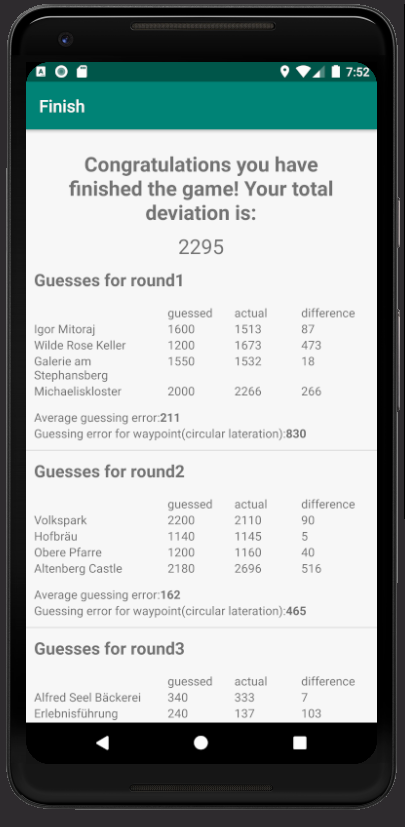 7:52
Finish
Congratulations you have
finished the game! Your total
deviation is:
2295
Guesses for round1
guessed actual difference
Igor Mitoraj 1600 1513 87
Wilde Rose Keller 1200 1673 473
Galerie am 1550 1532 18
Stephansberg
Michaeliskloster 2000 2266 266
Average guessing error:211
Guessing error for waypoint(circular lateration):830
Guesses for round2
guessed actual difference
Volkspark 2200 2110 90
Hofbräu 1140 1145 5
Obere Pfarre 1200 1160 40
Altenberg Castle 2180 2696 516
Average guessing error:162
Guessing error for waypoint(circular lateration):465
Guesses for round3
guessed actual difference
Alfred Seel Bäckerei 340 333 7
Erlebnisführung 240 137 103